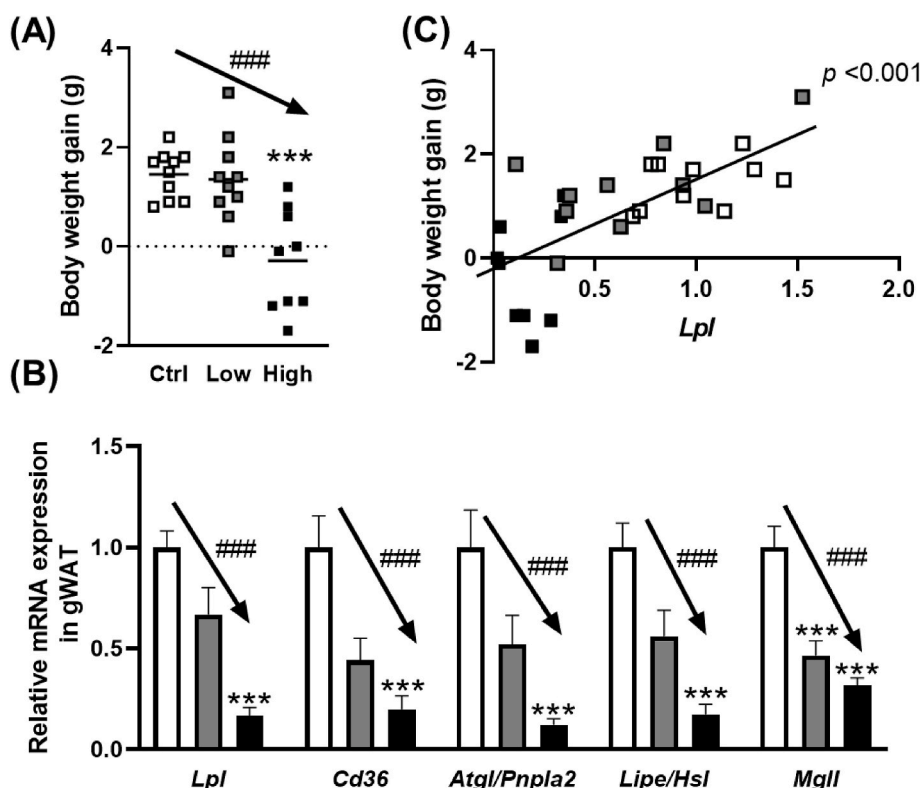 (A)
###
Body weight gain (g)
4
2
0
-2
***
Ctrl Low High
(C)
Body weight gain (g)
4
2
0
-2
0.5 1.0 1.5 2.0
Lpl
p <0.001
(B)
Relative mRNA expression
in gWAT
1.5
1.0
0.5
0.0
### ### ### ### ###
*** *** *** *** *** ***
Lpl Cd36 Atgl/Pnpla2 Lipe/Hsl Mgll